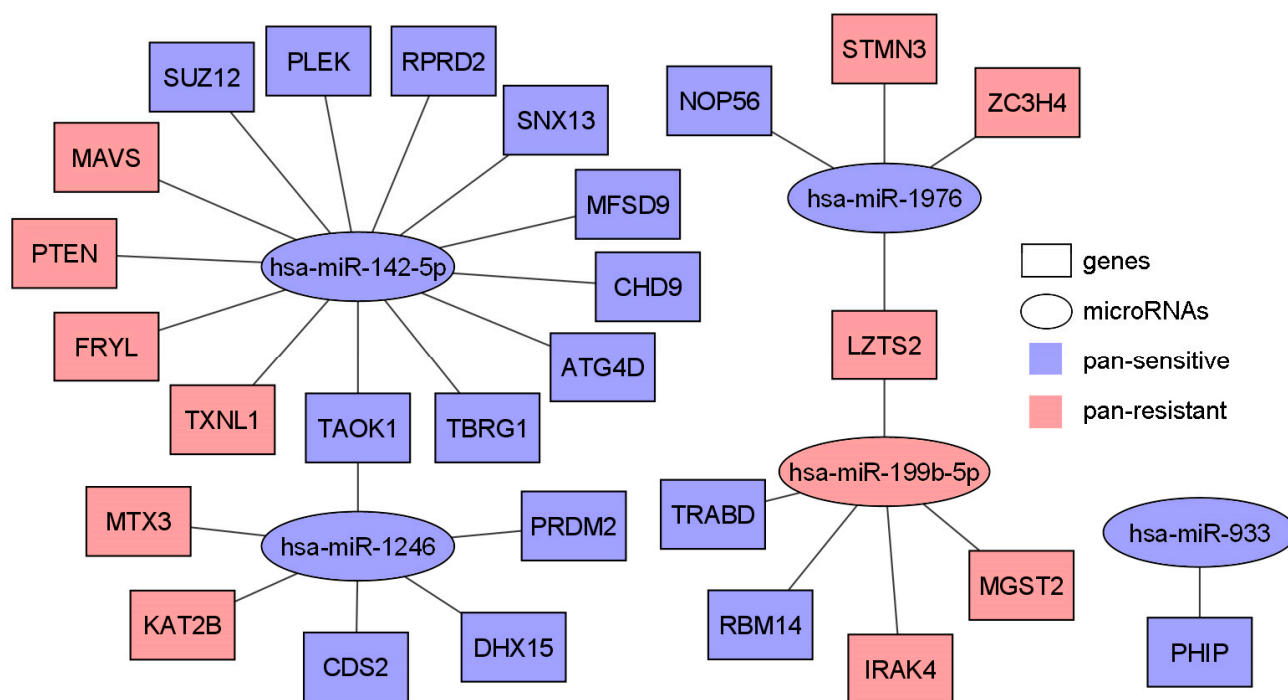 STMN3
PLEK
RPRD2
SUZ12
NOP56
ZC3H4
SNX13
MAVS
hsa-miR-1976
MFSD9
PTEN
hsa-miR-142-5p
genes
CHD9
microRNAs
FRYL
LZTS2
ATG4D
pan-sensitive
TXNL1
TAOK1
TBRG1
pan-resistant
hsa-miR-199b-5p
MTX3
TRABD
PRDM2
hsa-miR-1246
hsa-miR-933
MGST2
KAT2B
RBM14
DHX15
CDS2
IRAK4
PHIP